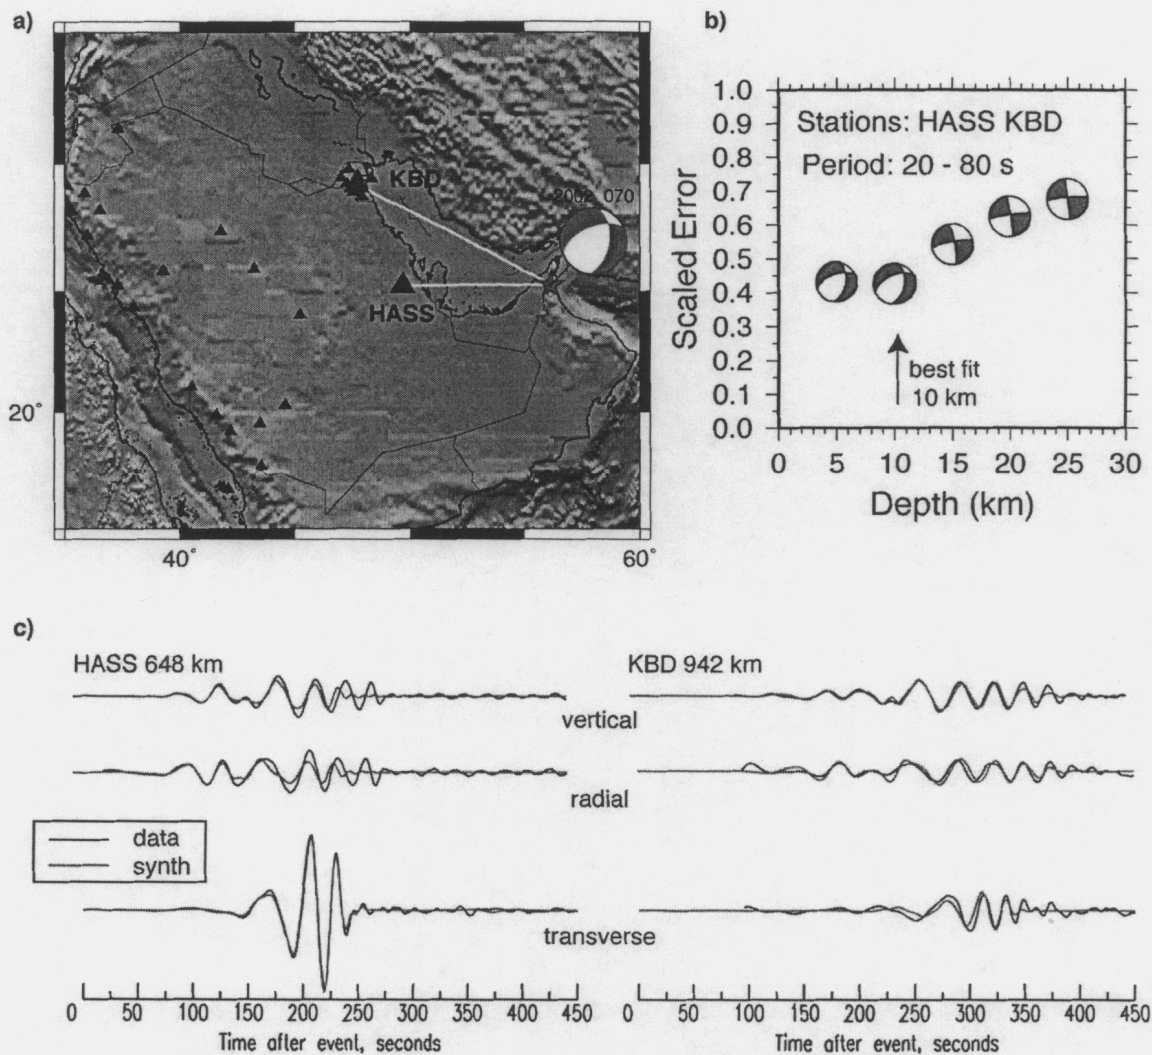 a)
KBD
HASS
20°
40°
60°
b)
Scaled Error
1.0
0.9
0.8
0.7
0.6
0.5
0.4
0.3
0.2
0.1
0.0
Stations: HASS KBD
Period: 20 - 80 s
best fit
10 km
0 5 10 15 20 25 30
Depth (km)
c)
HASS 648 km
KBD 942 km
vertical
radial
data
synth
transverse
0 50 100 150 200 250 300 350 400 450
Time after event, seconds
0 50 100 150 200 250 300 350 400 450
Time after event, seconds